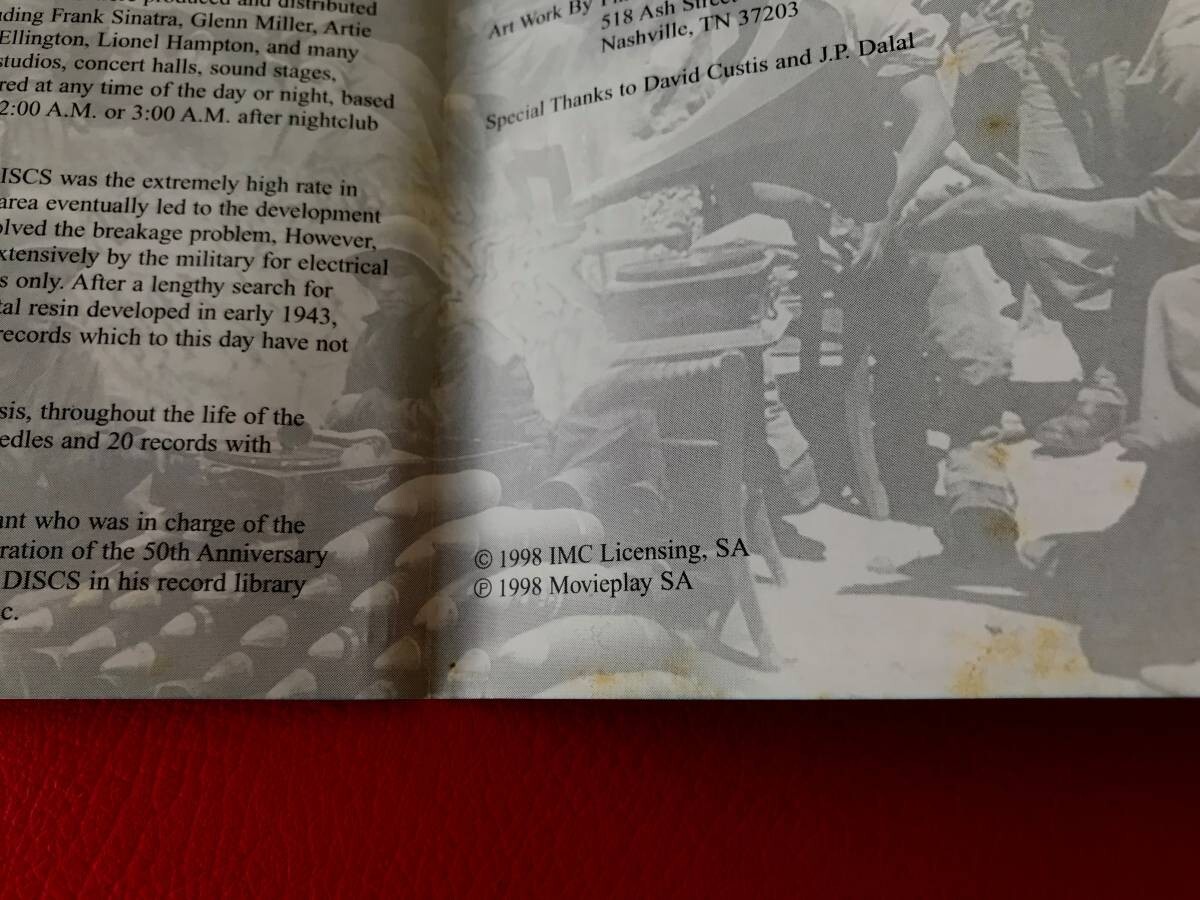 produced and distributed
ding Frank Sinatra, Glenn Miller, Artie
Ellington, Lionel Hampton, and many
studios, concert halls, sound stages,
red at any time of the day or night, based
2:00 A.M. or 3:00 A.M. after nightclub
ISCS was the extremely high rate in
area eventually led to the development
olved the breakage problem, However,
xtensively by the military for electrical
s only. After a lengthy search for
tal resin developed in early 1943,
records which to this day have not
sis, throughout the life of the
edles and 20 records with
ant who was in charge of the
ration of the 50th Anniversary
DISCS in his record library
c.
Art Work By
518 Ash Street
Nashville, TN 37203
Special Thanks to David Custis and J.P. Dalal
© 1998 IMC Licensing, SA
℗ 1998 Movieplay SA